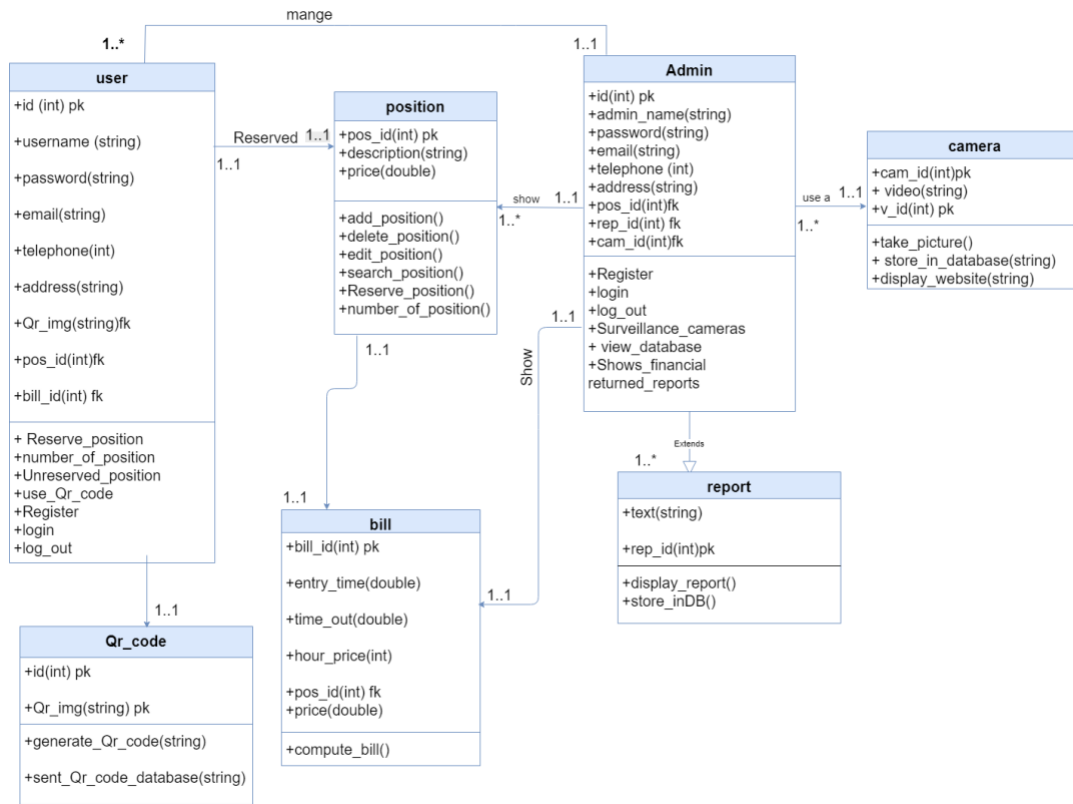 mange
1..*
1..1
user
+id (int) pk
+username (string)
+password(string)
+email(string)
+telephone(int)
+address(string)
+Qr_img(string)fk
+pos_id(int)fk
+bill_id(int) fk
+ Reserve_position
+number_of_position
+Unreserved_position
+use_Qr_code
+Register
+login
+log_out
Reserved
1..1
1..1
position
+pos_id(int) pk
+description(string)
+price(double)
+add_position()
+delete_position()
+edit_position()
+search_position()
+Reserve_position()
+number_of_position()
show
1..1
1..*
Admin
+id(int) pk
+admin_name(string)
+password(string)
+email(string)
+telephone (int)
+address(string)
+pos_id(int)fk
+rep_id(int) fk
+cam_id(int)fk
+Register
+login
+log_out
+Surveillance_cameras
+ view_database
+Shows_financial
returned_reports
use a
1..1
1..*
camera
+cam_id(int)pk
+ video(string)
+v_id(int) pk
+take_picture()
+ store_in_database(string)
+display_website(string)
1..1
Show
1..1
1..1
1..1
Extends
1..*
report
+text(string)
+rep_id(int)pk
+display_report()
+store_inDB()
bill
+bill_id(int) pk
+entry_time(double)
+time_out(double)
+hour_price(int)
+pos_id(int) fk
+price(double)
+compute_bill()
1..1
Qr_code
+id(int) pk
+Qr_img(string) pk
+generate_Qr_code(string)
+sent_Qr_code_database(string)